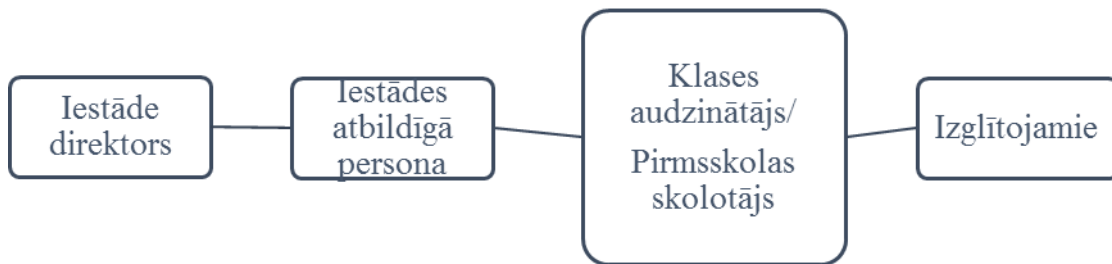 Iestāde
direktors
Iestādes
atbildīgā
persona
Klases
audzinātājs/
Pirmsskolas
skolotājs
Izglītojamie